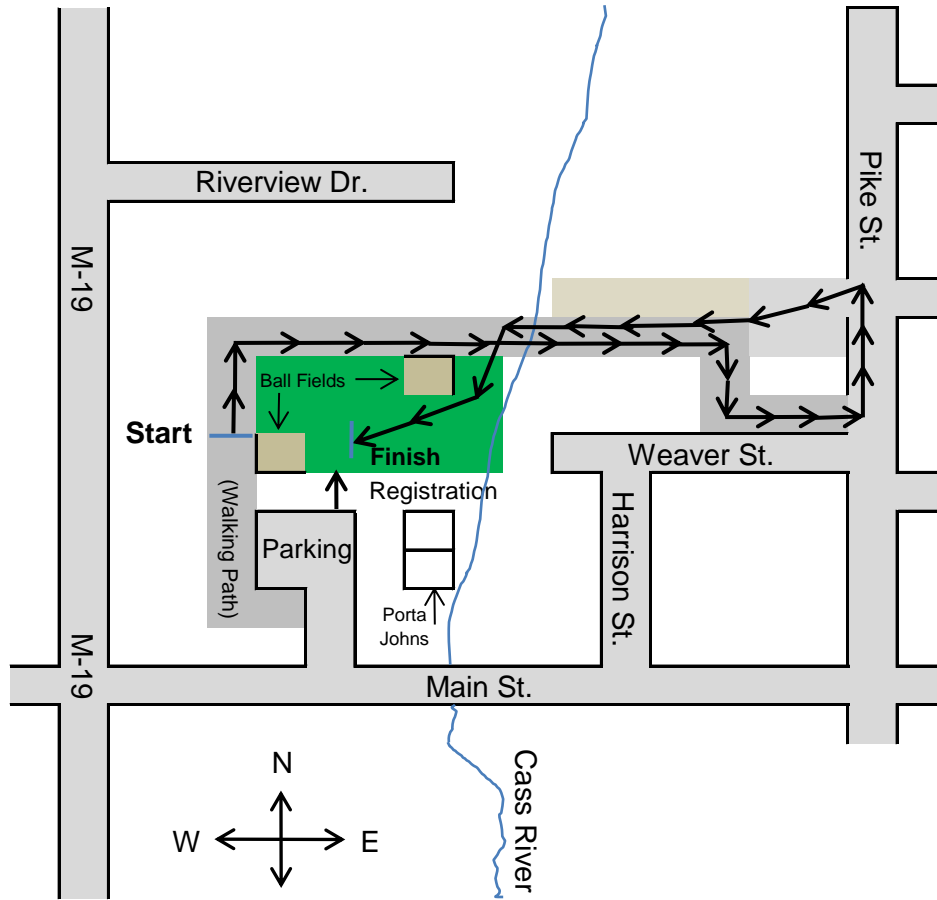 Riverview Dr.
Pike St.
M-19
Ball Fields
Start
Finish
Weaver St.
Registration
(Walking Path)
Parking
Harrison St.
Porta
Johns
M-19
Main St.
N
W
E
Cass River